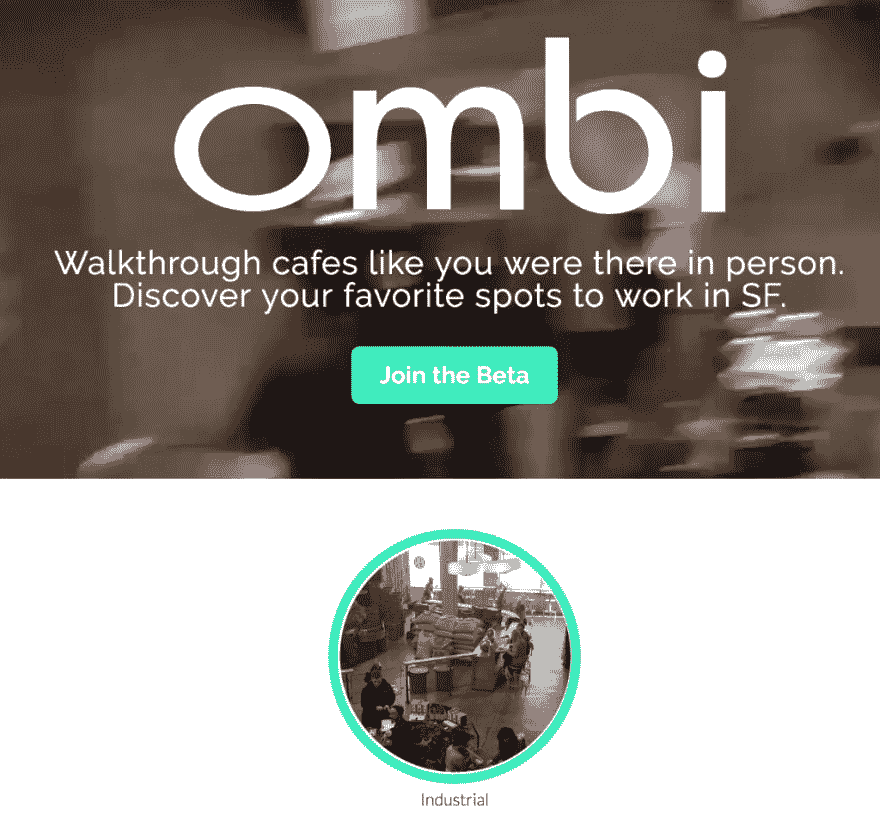 ombi
Walkthrough cafes like you were there in person.
Discover your favorite spots to work in SF.
Join the Beta
Industrial